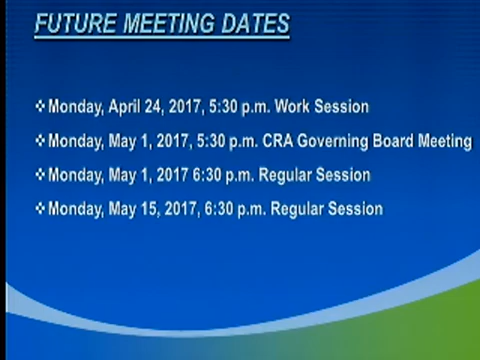 FUTURE MEETING DATES
❖Monday, April 24, 2017, 5:30 p.m. Work Session
❖Monday, May 1, 2017, 5:30 p.m. CRA Governing Board Meeting
❖Monday, May 1, 2017 6:30 p.m. Regular Session
❖Monday, May 15, 2017, 6:30 p.m. Regular Session